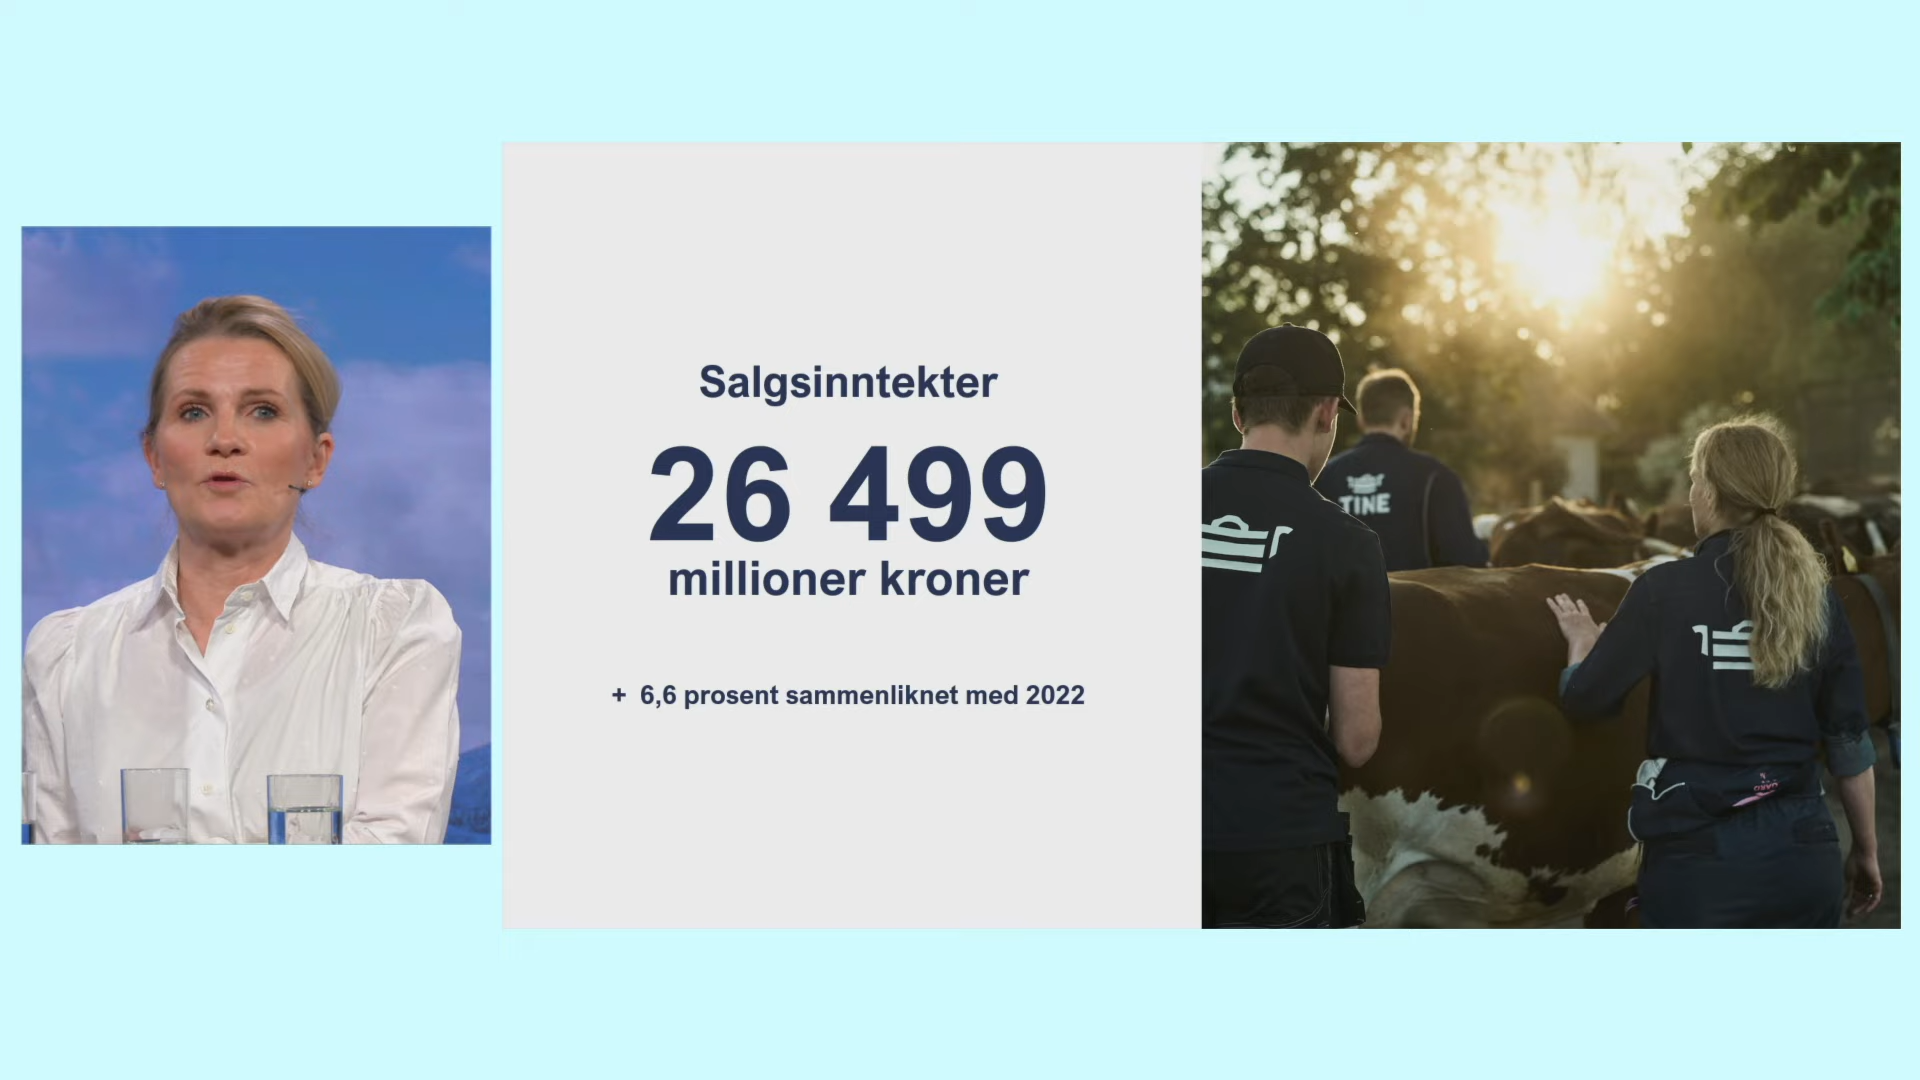 Salgsinntekter
26 499
millioner kroner
+ 6,6 prosent sammenliknet med 2022
TINE